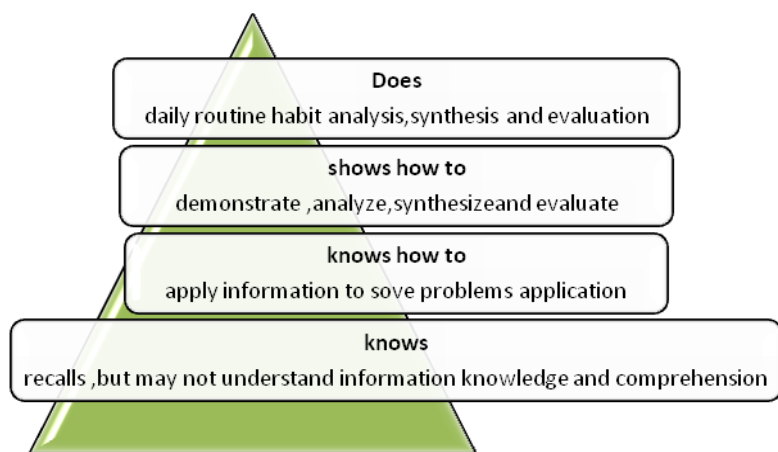 Does
daily routine habit analysis,synthesis and evaluation
shows how to
demonstrate ,analyze,synthesizeand evaluate
knows how to
apply information to sove problems application
knows
recalls ,but may not understand information knowledge and comprehension